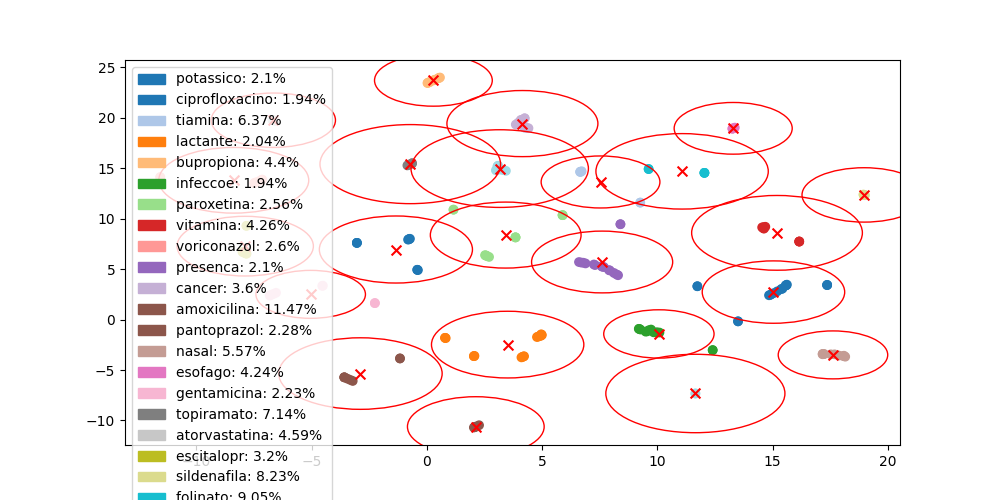 25
20
15
10
5
0
−5
−10
potassico: 2.1%
ciprofloxacino: 1.94%
tiamina: 6.37%
lactante: 2.04%
bupropiona: 4.4%
infeccoe: 1.94%
paroxetina: 2.56%
vitamina: 4.26%
voriconazol: 2.6%
presenca: 2.1%
cancer: 3.6%
amoxicilina: 11.47%
pantoprazol: 2.28%
nasal: 5.57%
esofago: 4.24%
gentamicina: 2.23%
topiramato: 7.14%
atorvastatina: 4.59%
escitalopr: 3.2%
sildenafila: 8.23%
folinato: 9.05%
−10 −5 0 5 10 15 20